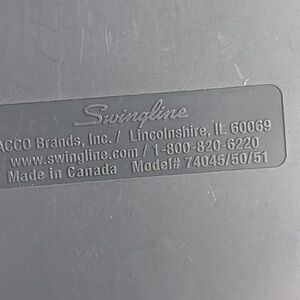 Swingline
ACCO Brands, Inc. / Lincolnshire, IL 60069
www.swingline.com / 1-800-820-6220
Made in Canada Model# 74045/50/51